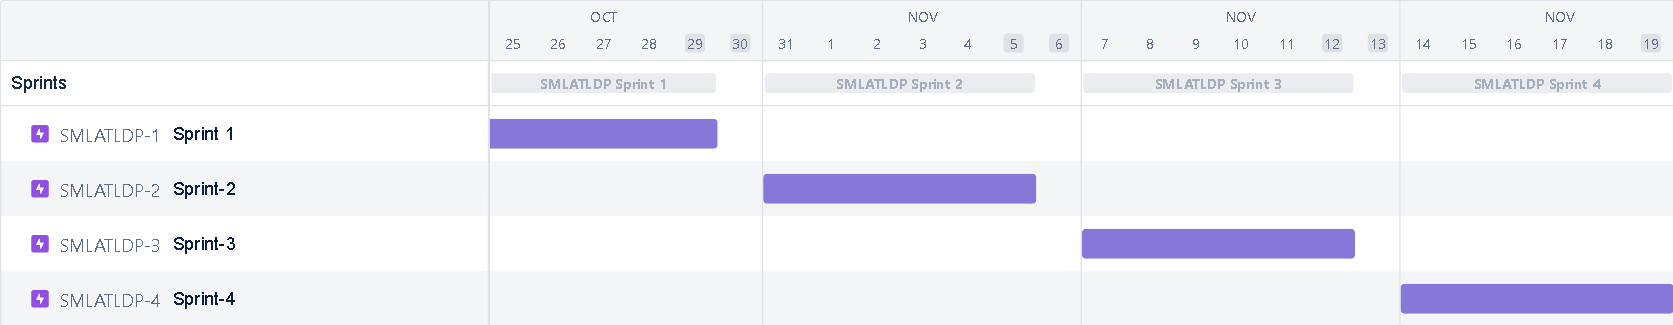 OCT NOV NOV NOV
25 26 27 28 29 30 31 1 2 3 4 5 6 7 8 9 10 11 12 13 14 15 16 17 18 19
Sprints SMLATLDP Sprint 1 SMLATLDP Sprint 2 SMLATLDP Sprint 3 SMLATLDP Sprint 4
SMLATLDP-1 Sprint 1
SMLATLDP-2 Sprint-2
SMLATLDP-3 Sprint-3
SMLATLDP-4 Sprint-4